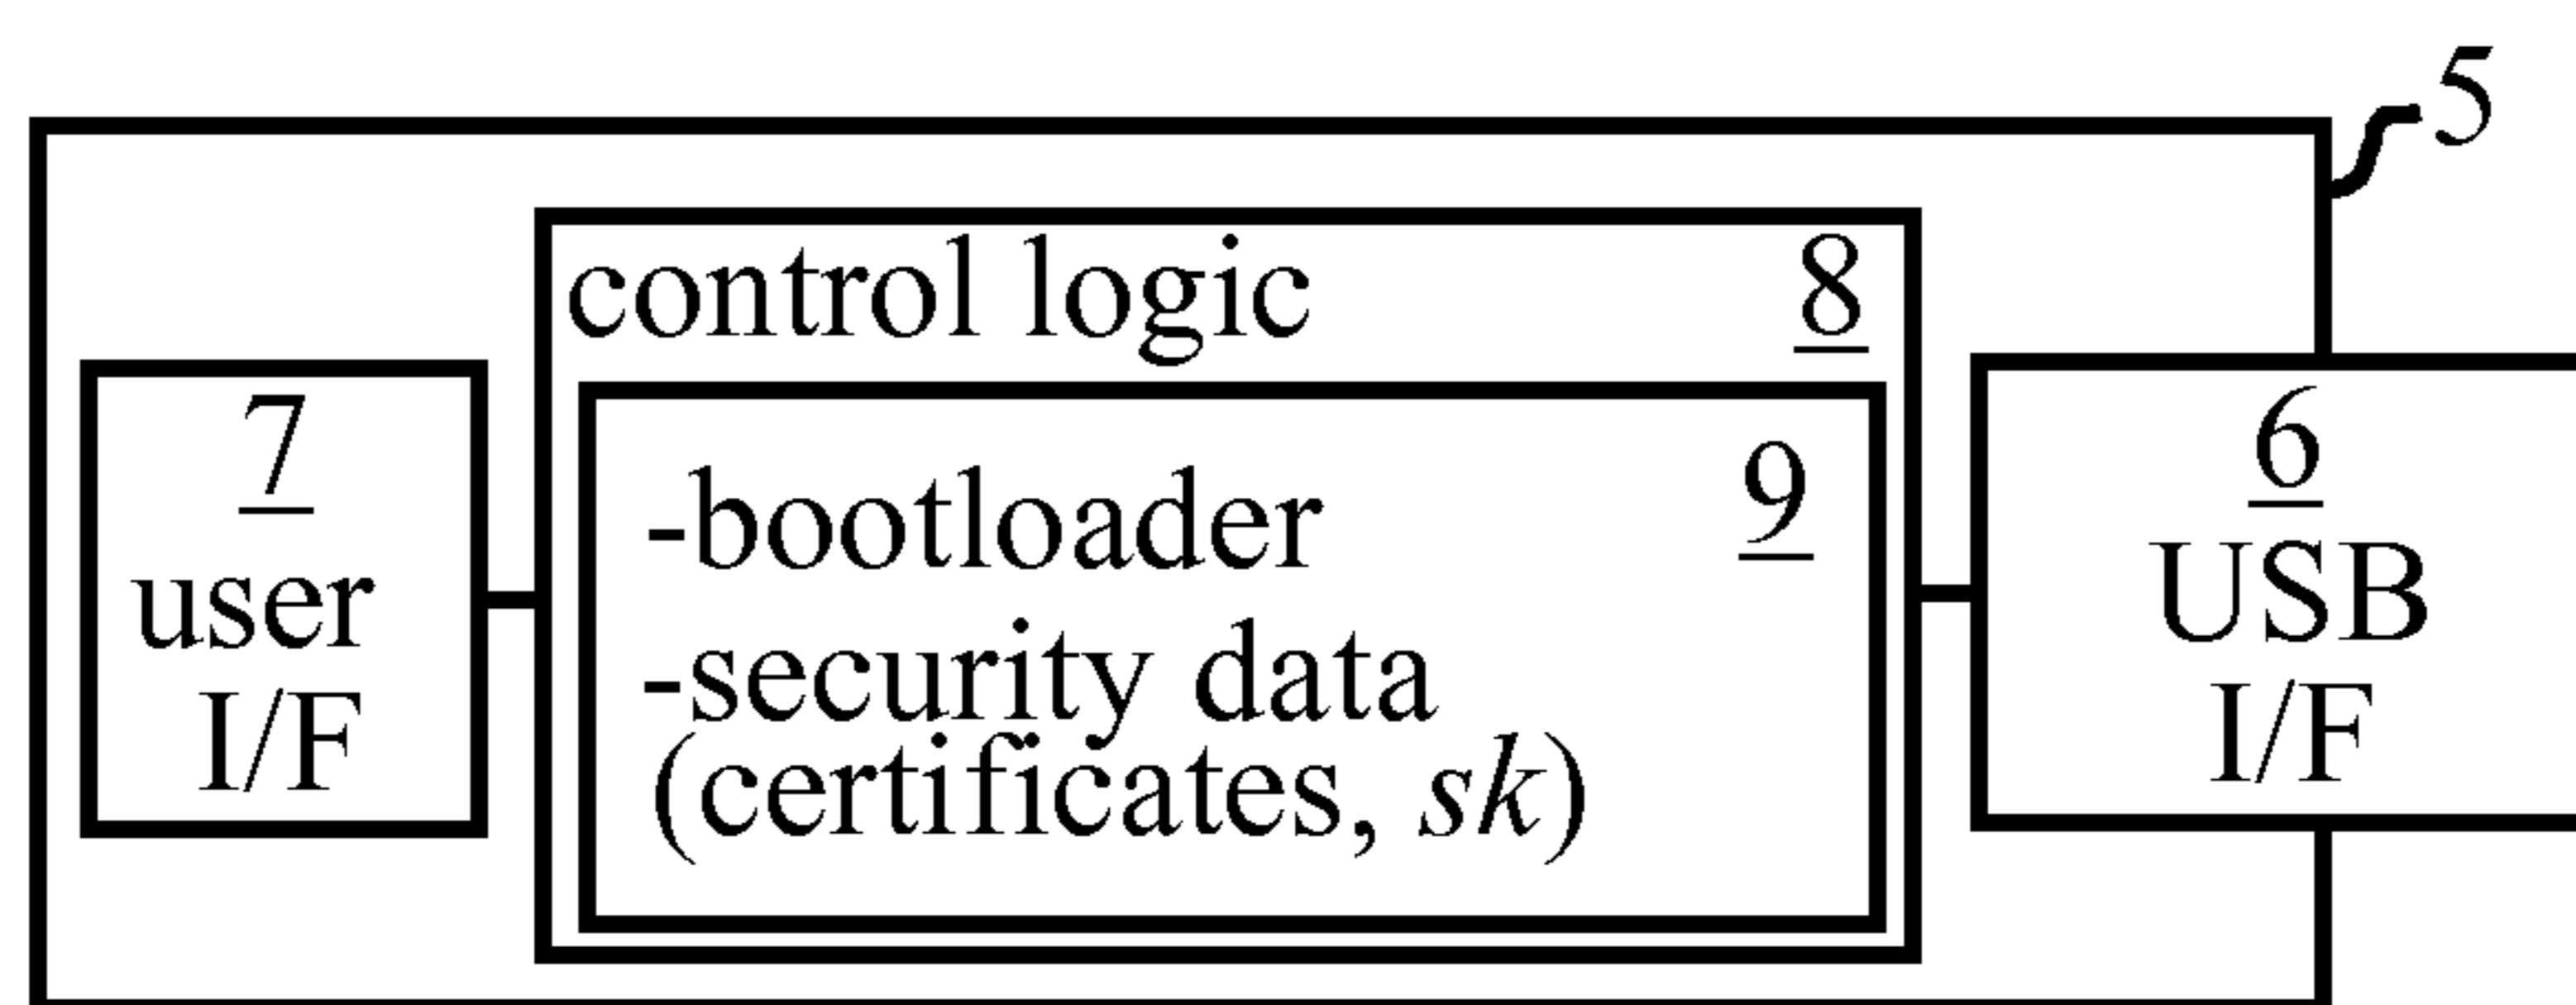 5
control logic 8
7
user
I/F
9
-bootloader
-security data
(certificates, sk)
6
USB
I/F